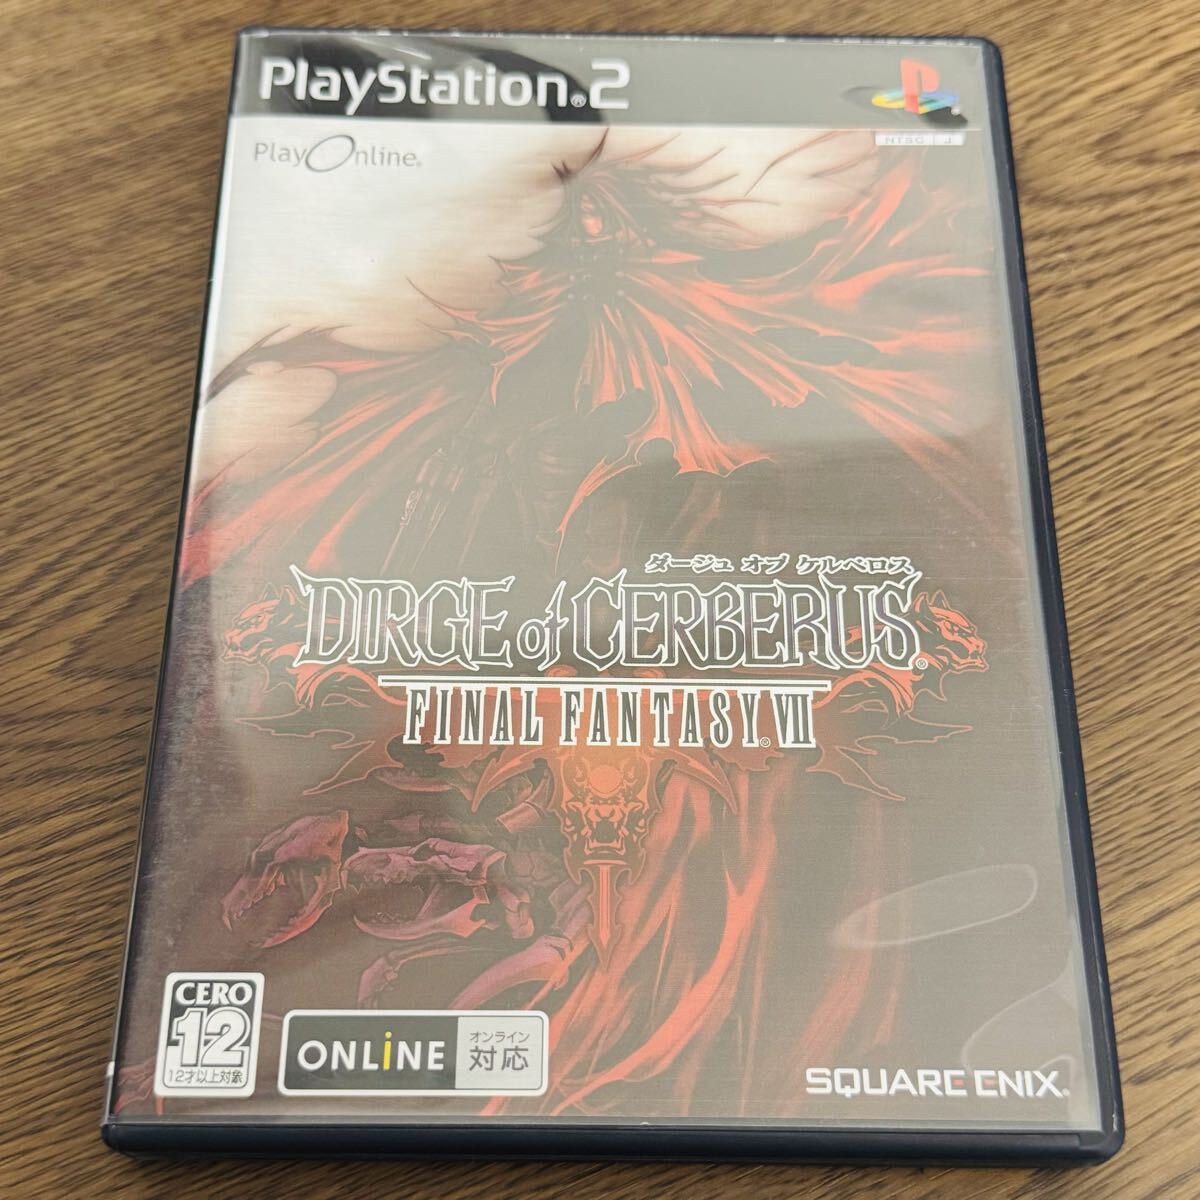 PlayStation®2
PlayOnline®
NTSC J
ダージュ オブ ケルベロス
DIRGE of CERBERUS®
FINAL FANTASY®VII
CERO
12
12才以上対象
ONLiNE
オンライン
対応
SQUARE ENIX®